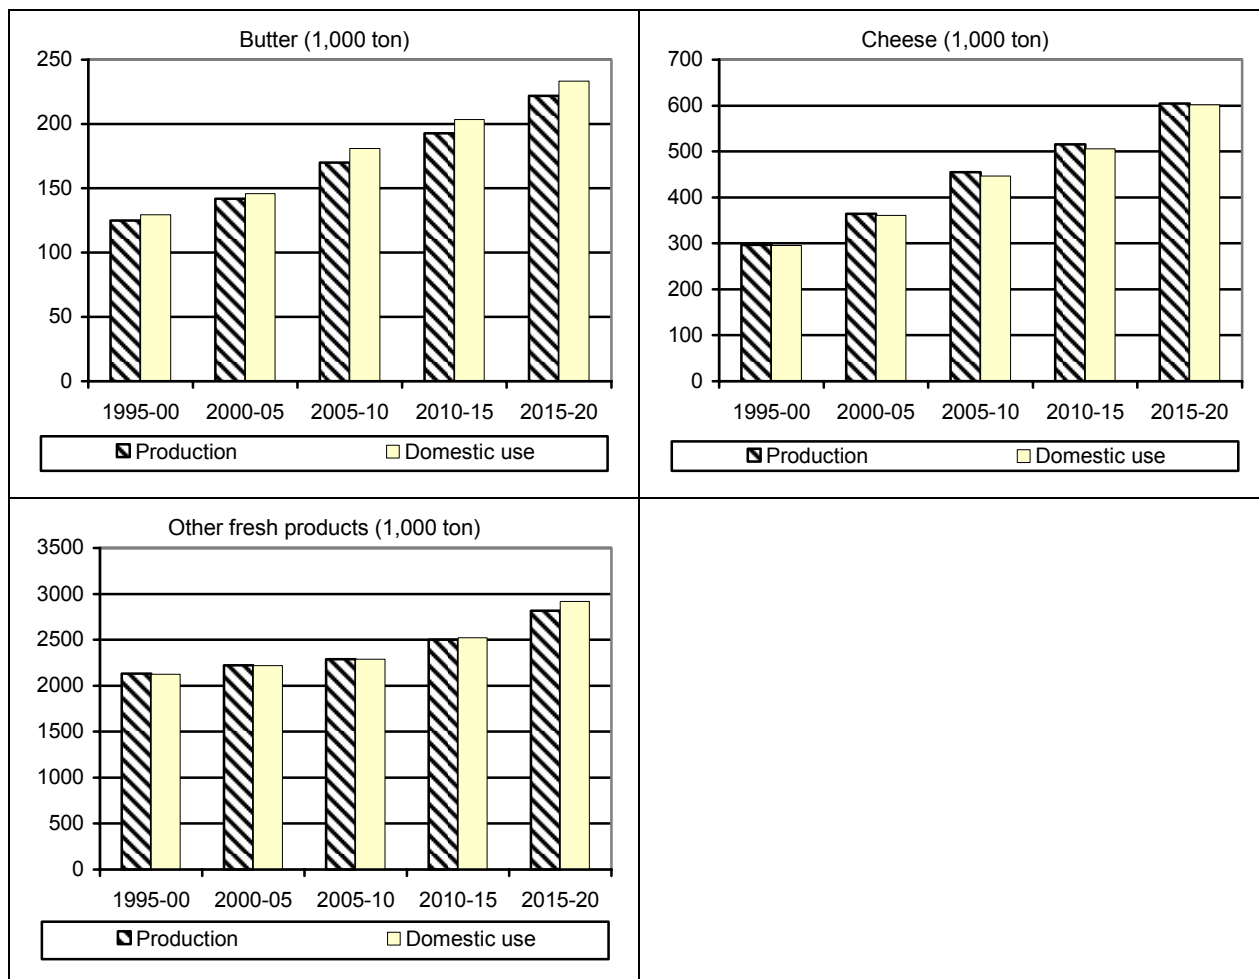 Butter (1,000 ton)
250
200
150
100
50
0
1995-00 2000-05 2005-10 2010-15 2015-20
Production Domestic use
Cheese (1,000 ton)
700
600
500
400
300
200
100
0
1995-00 2000-05 2005-10 2010-15 2015-20
Production Domestic use
Other fresh products (1,000 ton)
3500
3000
2500
2000
1500
1000
500
0
1995-00 2000-05 2005-10 2010-15 2015-20
Production Domestic use